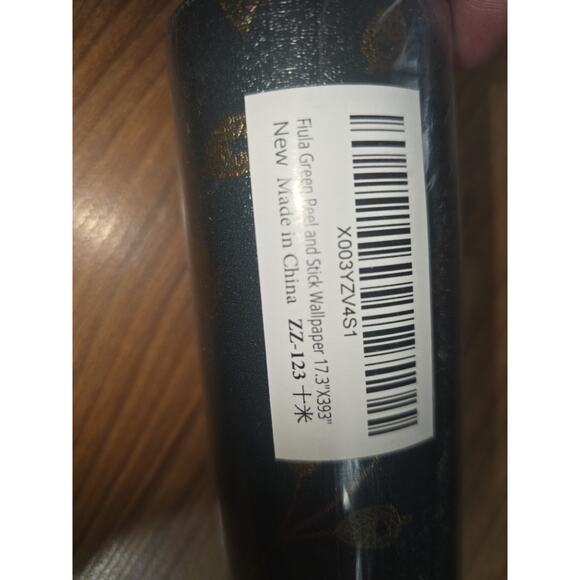 X003YZV4S1
Fiula Green Peel and Stick Wallpaper 17.3"X393"
New Made in China ZZ-123 十米